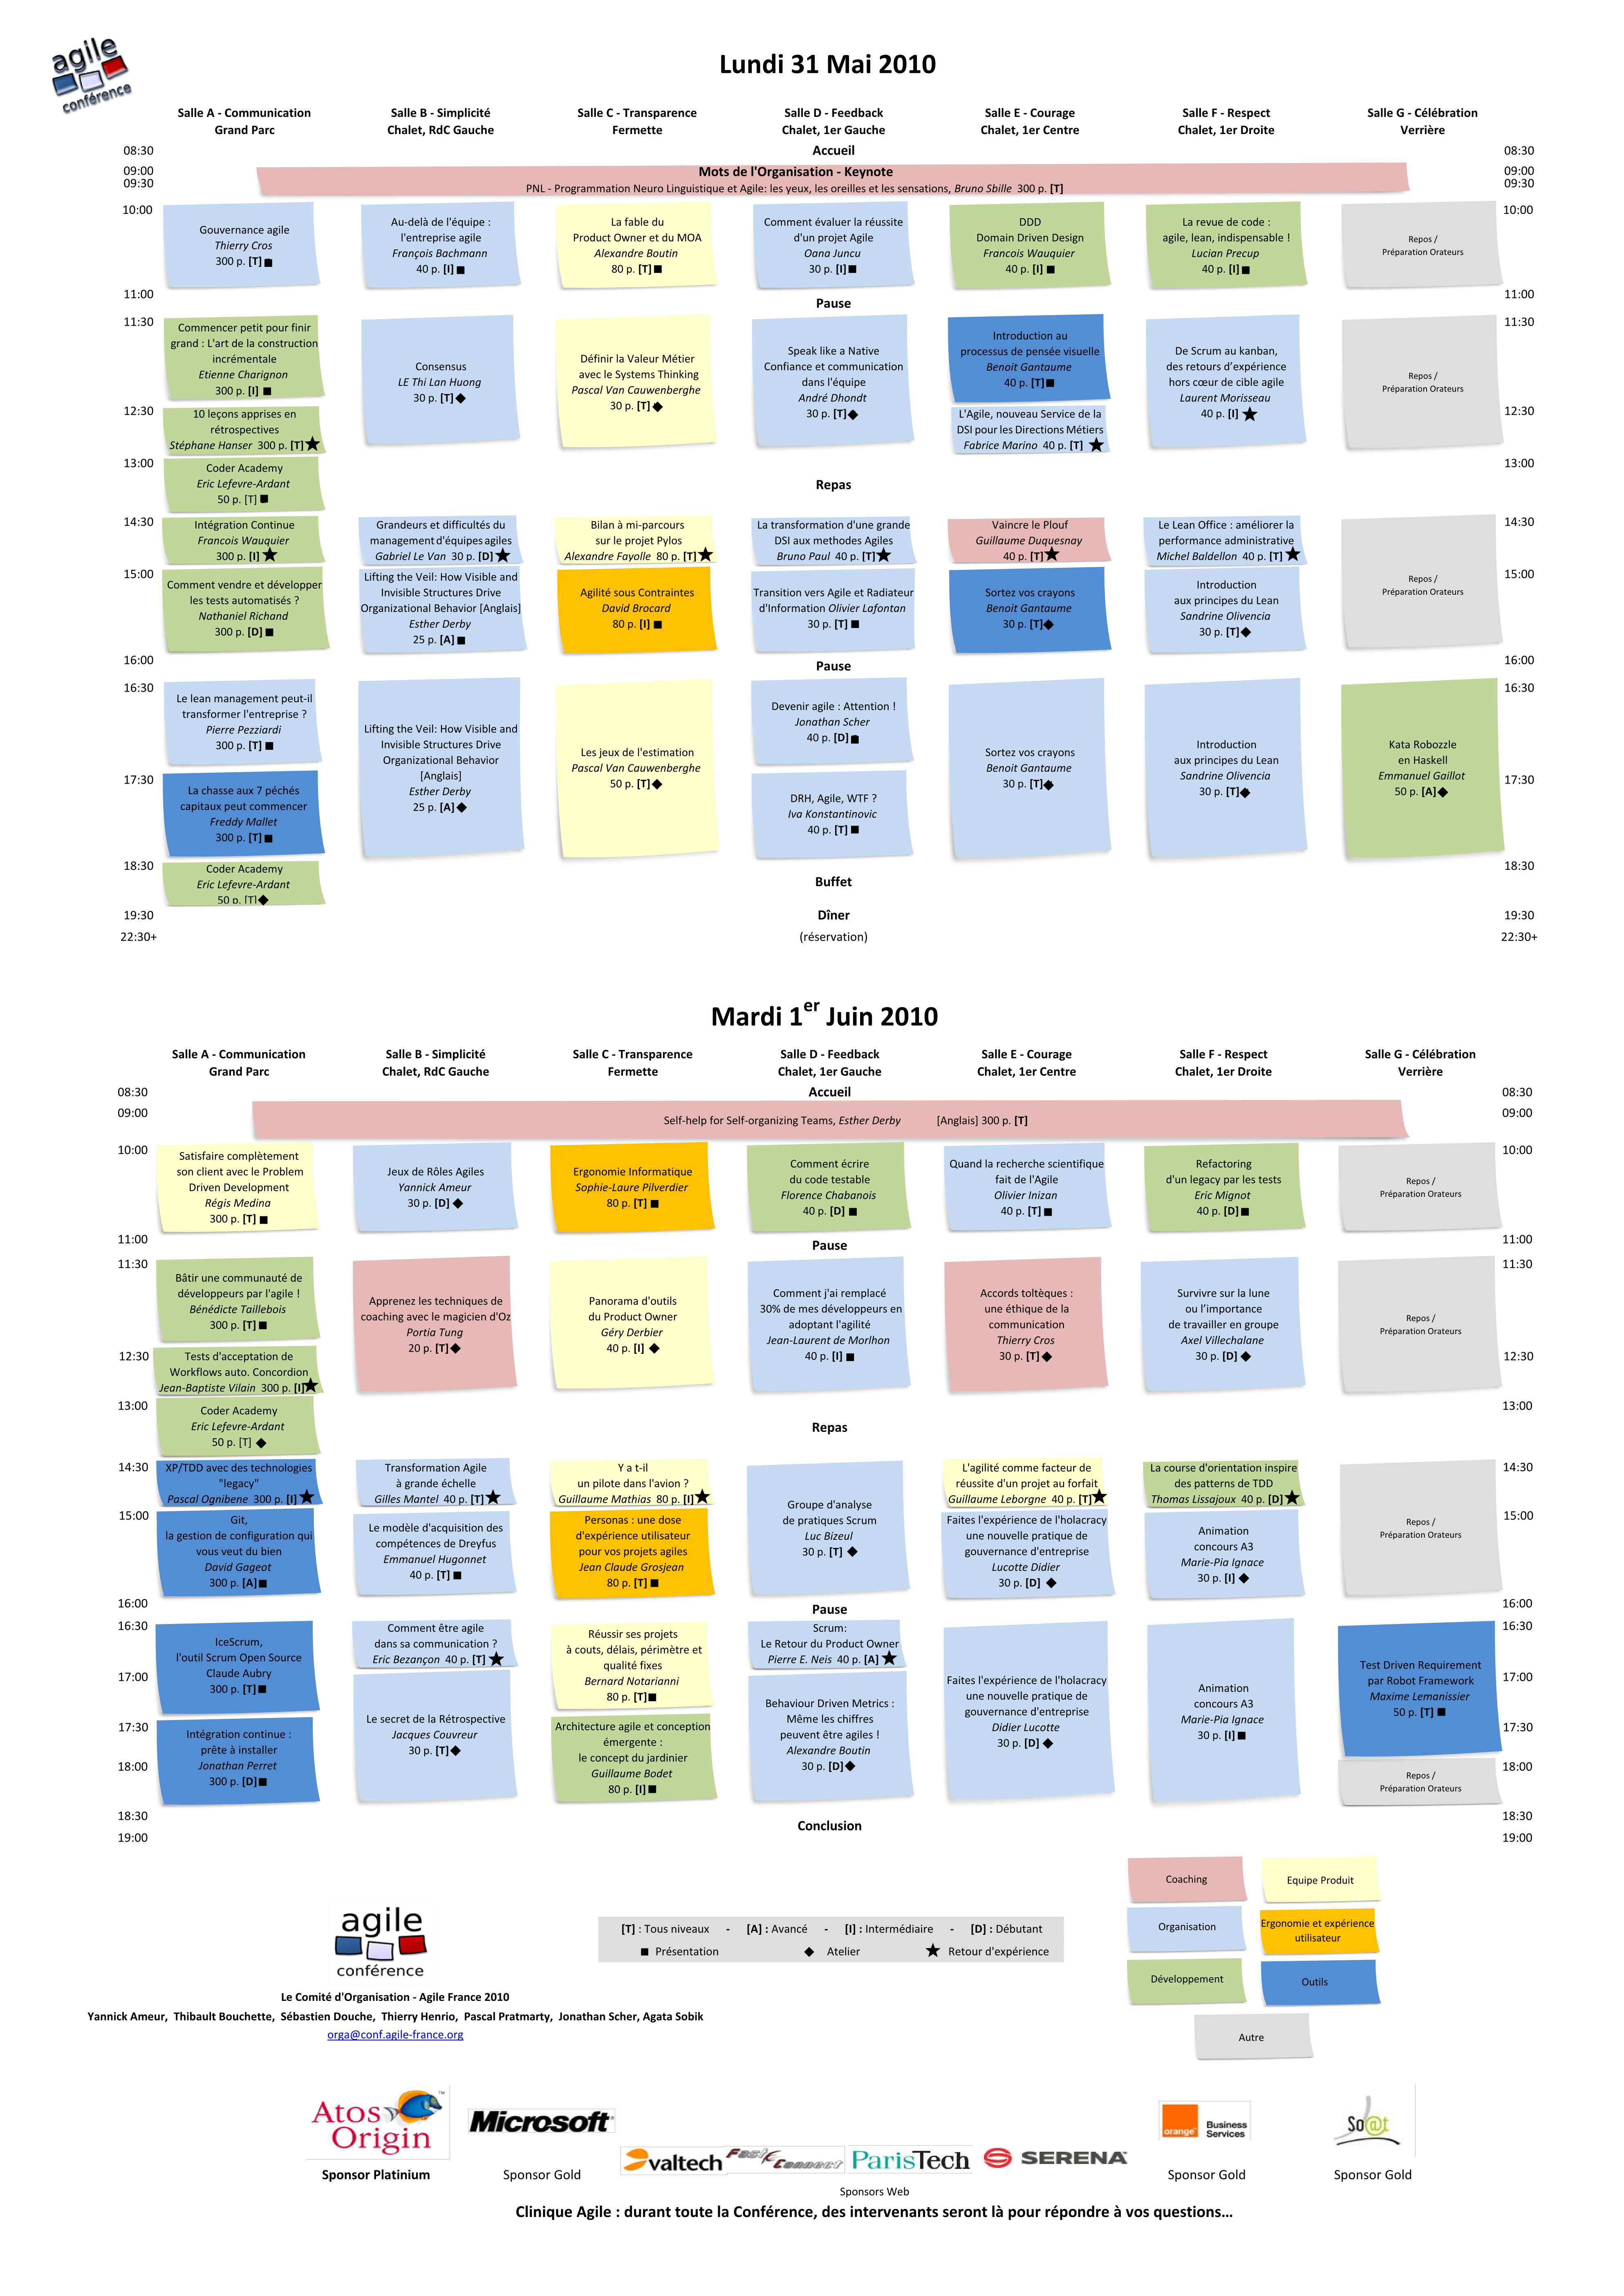 agile
conférence
Lundi 31 Mai 2010
Salle A - Communication
Grand Parc
Salle B - Simplicité
Chalet, RdC Gauche
Salle C - Transparence
Fermette
Salle D - Feedback
Chalet, 1er Gauche
Salle E - Courage
Chalet, 1er Centre
Salle F - Respect
Chalet, 1er Droite
Salle G - Célébration
Verrière
08:30
Accueil
08:30
09:00
Mots de l'Organisation - Keynote
09:00
09:30
PNL - Programmation Neuro Linguistique et Agile: les yeux, les oreilles et les sensations, Bruno Sbille 300 p. [T]
09:30
10:00
Gouvernance agile
Thierry Cros
300 p. [T] ■
Au-delà de l'équipe :
l'entreprise agile
François Bachmann
40 p. [I] ■
La fable du
Product Owner et du MOA
Alexandre Boutin
80 p. [T] ■
Comment évaluer la réussite
d'un projet Agile
Oana Juncu
30 p. [I] ■
DDD
Domain Driven Design
Francois Wauquier
40 p. [I] ■
La revue de code :
agile, lean, indispensable !
Lucian Precup
40 p. [I] ■
Repos /
Préparation Orateurs
10:00
11:00
Pause
11:00
11:30
Commencer petit pour finir
grand : L'art de la construction
incrémentale
Etienne Charignon
300 p. [I] ■
Consensus
LE Thi Lan Huong
30 p. [T] ◆
Définir la Valeur Métier
avec le Systems Thinking
Pascal Van Cauwenberghe
30 p. [T] ◆
Speak like a Native
Confiance et communication
dans l'équipe
André Dhondt
30 p. [T] ◆
Introduction au
processus de pensée visuelle
Benoit Gantaume
40 p. [T] ■
De Scrum au kanban,
des retours d'expérience
hors cœur de cible agile
Laurent Morisseau
40 p. [I] ★
Repos /
Préparation Orateurs
11:30
12:30
10 leçons apprises en
rétrospectives
Stéphane Hanser 300 p. [T] ★
L'Agile, nouveau Service de la
DSI pour les Directions Métiers
Fabrice Marino 40 p. [T] ★
12:30
13:00
Coder Academy
Eric Lefevre-Ardant
50 p. [T] ■
Repas
13:00
14:30
Intégration Continue
Francois Wauquier
300 p. [I] ★
Grandeurs et difficultés du
management d'équipes agiles
Gabriel Le Van 30 p. [D] ★
Bilan à mi-parcours
sur le projet Pylos
Alexandre Fayolle 80 p. [T] ★
La transformation d'une grande
DSI aux methodes Agiles
Bruno Paul 40 p. [T] ★
Vaincre le Plouf
Guillaume Duquesnay
40 p. [T] ★
Le Lean Office : améliorer la
performance administrative
Michel Baldellon 40 p. [T] ★
14:30
15:00
Comment vendre et développer
les tests automatisés ?
Nathaniel Richand
300 p. [D] ■
Lifting the Veil: How Visible and
Invisible Structures Drive
Organizational Behavior [Anglais]
Esther Derby
25 p. [A] ■
Agilité sous Contraintes
David Brocard
80 p. [I] ■
Transition vers Agile et Radiateur
d'Information Olivier Lafontan
30 p. [T] ■
Sortez vos crayons
Benoit Gantaume
30 p. [T] ◆
Introduction
aux principes du Lean
Sandrine Olivencia
30 p. [T] ◆
Repos /
Préparation Orateurs
15:00
16:00
Pause
16:00
16:30
Le lean management peut-il
transformer l'entreprise ?
Pierre Pezziardi
300 p. [T] ■
Lifting the Veil: How Visible and
Invisible Structures Drive
Organizational Behavior
[Anglais]
Esther Derby
25 p. [A] ◆
Les jeux de l'estimation
Pascal Van Cauwenberghe
50 p. [T] ◆
Devenir agile : Attention !
Jonathan Scher
40 p. [D] ■
Sortez vos crayons
Benoit Gantaume
30 p. [T] ◆
Introduction
aux principes du Lean
Sandrine Olivencia
30 p. [T] ◆
Kata Robozzle
en Haskell
Emmanuel Gaillot
50 p. [A] ◆
16:30
17:30
La chasse aux 7 péchés
capitaux peut commencer
Freddy Mallet
300 p. [T] ■
DRH, Agile, WTF ?
Iva Konstantinovic
40 p. [T] ■
17:30
18:30
Coder Academy
Eric Lefevre-Ardant
50 p. [T] ◆
Buffet
18:30
19:30
Dîner
19:30
22:30+
(réservation)
22:30+
Mardi 1er Juin 2010
Salle A - Communication
Grand Parc
Salle B - Simplicité
Chalet, RdC Gauche
Salle C - Transparence
Fermette
Salle D - Feedback
Chalet, 1er Gauche
Salle E - Courage
Chalet, 1er Centre
Salle F - Respect
Chalet, 1er Droite
Salle G - Célébration
Verrière
08:30
Accueil
08:30
09:00
Self-help for Self-organizing Teams, Esther Derby [Anglais] 300 p. [T]
09:00
10:00
Satisfaire complètement
son client avec le Problem
Driven Development
Régis Medina
300 p. [T] ■
Jeux de Rôles Agiles
Yannick Ameur
30 p. [D] ◆
Ergonomie Informatique
Sophie-Laure Pilverdier
80 p. [T] ■
Comment écrire
du code testable
Florence Chabanois
40 p. [D] ■
Quand la recherche scientifique
fait de l'Agile
Olivier Inizan
40 p. [T] ■
Refactoring
d'un legacy par les tests
Eric Mignot
40 p. [D] ■
Repos /
Préparation Orateurs
10:00
11:00
Pause
11:00
11:30
Bâtir une communauté de
développeurs par l'agile !
Bénédicte Taillebois
300 p. [T] ■
Apprenez les techniques de
coaching avec le magicien d'Oz
Portia Tung
20 p. [T] ◆
Panorama d'outils
du Product Owner
Géry Derbier
40 p. [I] ◆
Comment j'ai remplacé
30% de mes développeurs en
adoptant l'agilité
Jean-Laurent de Morlhon
40 p. [I] ■
Accords toltèques :
une éthique de la
communication
Thierry Cros
30 p. [T] ◆
Survivre sur la lune
ou l'importance
de travailler en groupe
Axel Villechalane
30 p. [D] ◆
Repos /
Préparation Orateurs
11:30
12:30
Tests d'acceptation de
Workflows auto. Concordion
Jean-Baptiste Vilain 300 p. [I] ★
12:30
13:00
Coder Academy
Eric Lefevre-Ardant
50 p. [T] ◆
Repas
13:00
14:30
XP/TDD avec des technologies
"legacy"
Pascal Ognibene 300 p. [I] ★
Transformation Agile
à grande échelle
Gilles Mantel 40 p. [T] ★
Y a t-il
un pilote dans l'avion ?
Guillaume Mathias 80 p. [I] ★
Groupe d'analyse
de pratiques Scrum
Luc Bizeul
30 p. [T] ◆
L'agilité comme facteur de
réussite d'un projet au forfait
Guillaume Leborgne 40 p. [T] ★
La course d'orientation inspire
des patterns de TDD
Thomas Lissajoux 40 p. [D] ★
Repos /
Préparation Orateurs
14:30
15:00
Git,
la gestion de configuration qui
vous veut du bien
David Gageot
300 p. [A] ■
Le modèle d'acquisition des
compétences de Dreyfus
Emmanuel Hugonnet
40 p. [T] ■
Personas : une dose
d'expérience utilisateur
pour vos projets agiles
Jean Claude Grosjean
80 p. [T] ■
Faites l'expérience de l'holacracy
une nouvelle pratique de
gouvernance d'entreprise
Lucotte Didier
30 p. [D] ◆
Animation
concours A3
Marie-Pia Ignace
30 p. [I] ◆
15:00
16:00
Pause
16:00
16:30
IceScrum,
l'outil Scrum Open Source
Claude Aubry
300 p. [T] ■
Comment être agile
dans sa communication ?
Eric Bezançon 40 p. [T] ★
Réussir ses projets
à couts, délais, périmètre et
qualité fixes
Bernard Notarianni
80 p. [T] ■
Scrum:
Le Retour du Product Owner
Pierre E. Neis 40 p. [A] ★
Faites l'expérience de l'holacracy
une nouvelle pratique de
gouvernance d'entreprise
Didier Lucotte
30 p. [D] ◆
Animation
concours A3
Marie-Pia Ignace
30 p. [I] ■
Test Driven Requirement
par Robot Framework
Maxime Lemanissier
50 p. [T] ■
16:30
17:00
Le secret de la Rétrospective
Jacques Couvreur
30 p. [T] ◆
Behaviour Driven Metrics :
Même les chiffres
peuvent être agiles !
Alexandre Boutin
30 p. [D] ◆
17:00
17:30
Intégration continue :
prête à installer
Jonathan Perret
300 p. [D] ■
Architecture agile et conception
émergente :
le concept du jardinier
Guillaume Bodet
80 p. [I] ■
17:30
18:00
Repos /
Préparation Orateurs
18:00
18:30
Conclusion
18:30
19:00
19:00
Coaching
Equipe Produit
Organisation
Ergonomie et expérience
utilisateur
Développement
Outils
Autre
[T] : Tous niveaux - [A] : Avancé - [I] : Intermédiaire - [D] : Débutant
■ Présentation ◆ Atelier ★ Retour d'expérience
agile
conférence
Le Comité d'Organisation - Agile France 2010
Yannick Ameur, Thibault Bouchette, Sébastien Douche, Thierry Henrio, Pascal Pratmarty, Jonathan Scher, Agata Sobik
orga@conf.agile-france.org
Atos
Origin
™
Microsoft
valtech
Fast Connect
ParisTech
SERENA
orange
Business
Services
So@t
Sponsor Platinium
Sponsor Gold
Sponsor Gold
Sponsor Gold
Sponsors Web
Clinique Agile : durant toute la Conférence, des intervenants seront là pour répondre à vos questions...